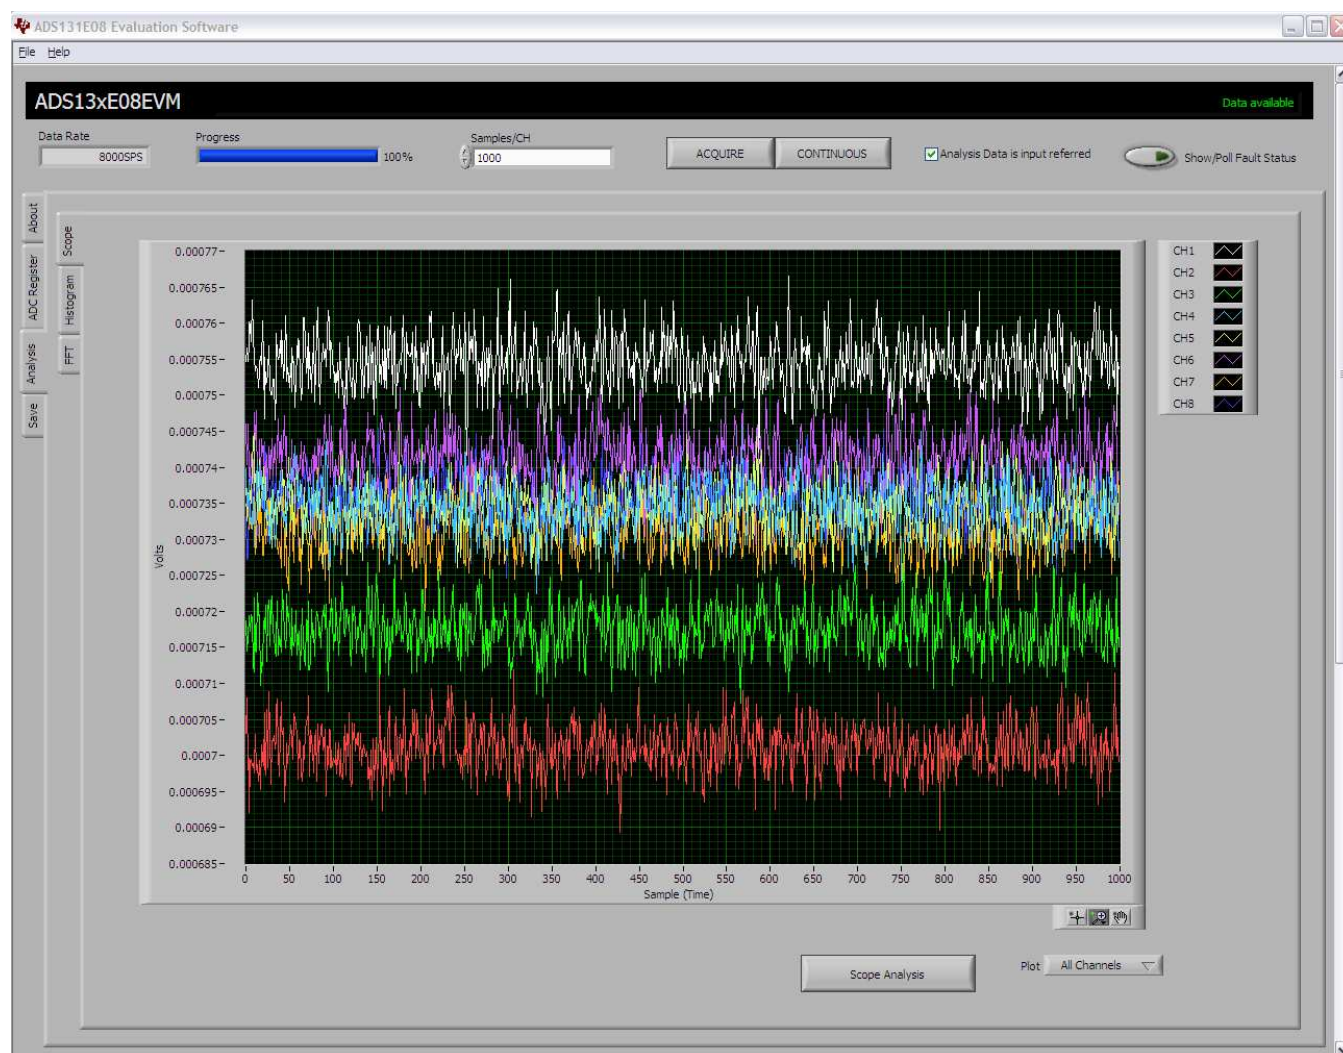 ADS131E08 Evaluation Software
File Help
ADS13xE08EVM
Data available
Data Rate
8000SPS
Progress
100%
Samples/CH
1000
ACQUIRE
CONTINUOUS
Analysis Data is input referred
Show/Poll Fault Status
About
ADC Register
Analysis
Save
Scope
Histogram
FFT
Volts
0.00077
0.000765
0.00076
0.000755
0.00075
0.000745
0.00074
0.000735
0.00073
0.000725
0.00072
0.000715
0.00071
0.000705
0.0007
0.000695
0.00069
0.000685
0 50 100 150 200 250 300 350 400 450 500 550 600 650 700 750 800 850 900 950 1000
Sample (Time)
CH1
CH2
CH3
CH4
CH5
CH6
CH7
CH8
Scope Analysis
Plot All Channels